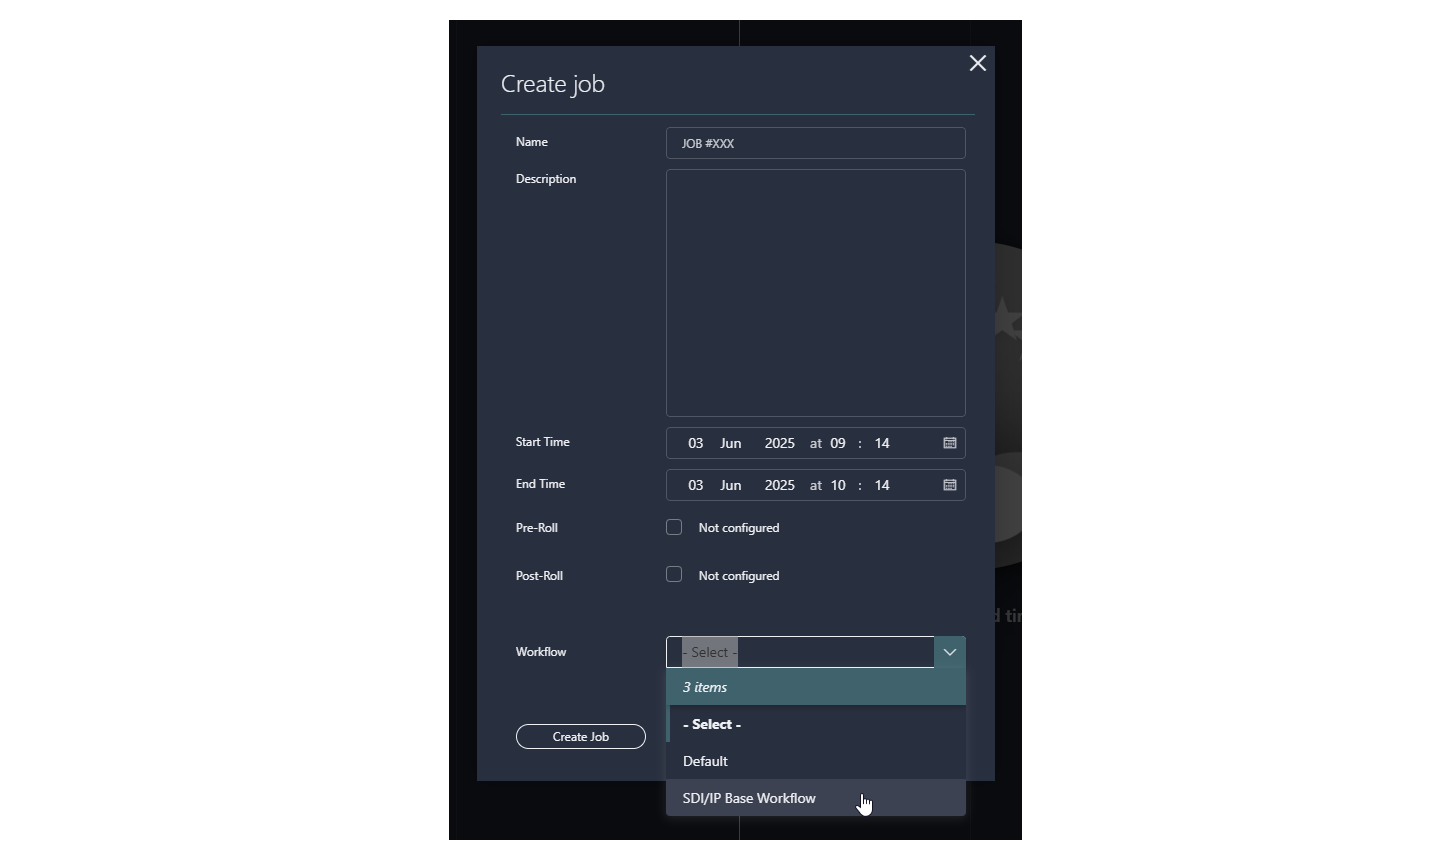 Create job
Name
JOB #XXX
Description
Start Time
03 Jun 2025 at 09 : 14
End Time
03 Jun 2025 at 10 : 14
Pre-Roll
Not configured
Post-Roll
Not configured
d tir
Workflow
- Select -
3 items
- Select -
Create Job
Default
SDI/IP Base Workflow